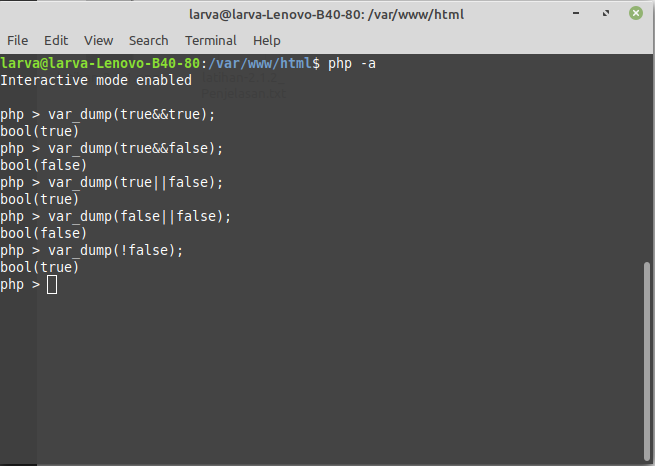 larva@larva-Lenovo-B40-80: /var/www/html
File Edit View Search Terminal Help
larva@larva-Lenovo-B40-80:/var/www/html$ php -a
Interactive mode enabled
php > var_dump(true&&true);
bool(true)
php > var_dump(true&&false);
bool(false)
php > var_dump(true||false);
bool(true)
php > var_dump(false||false);
bool(false)
php > var_dump(!false);
bool(true)
php >